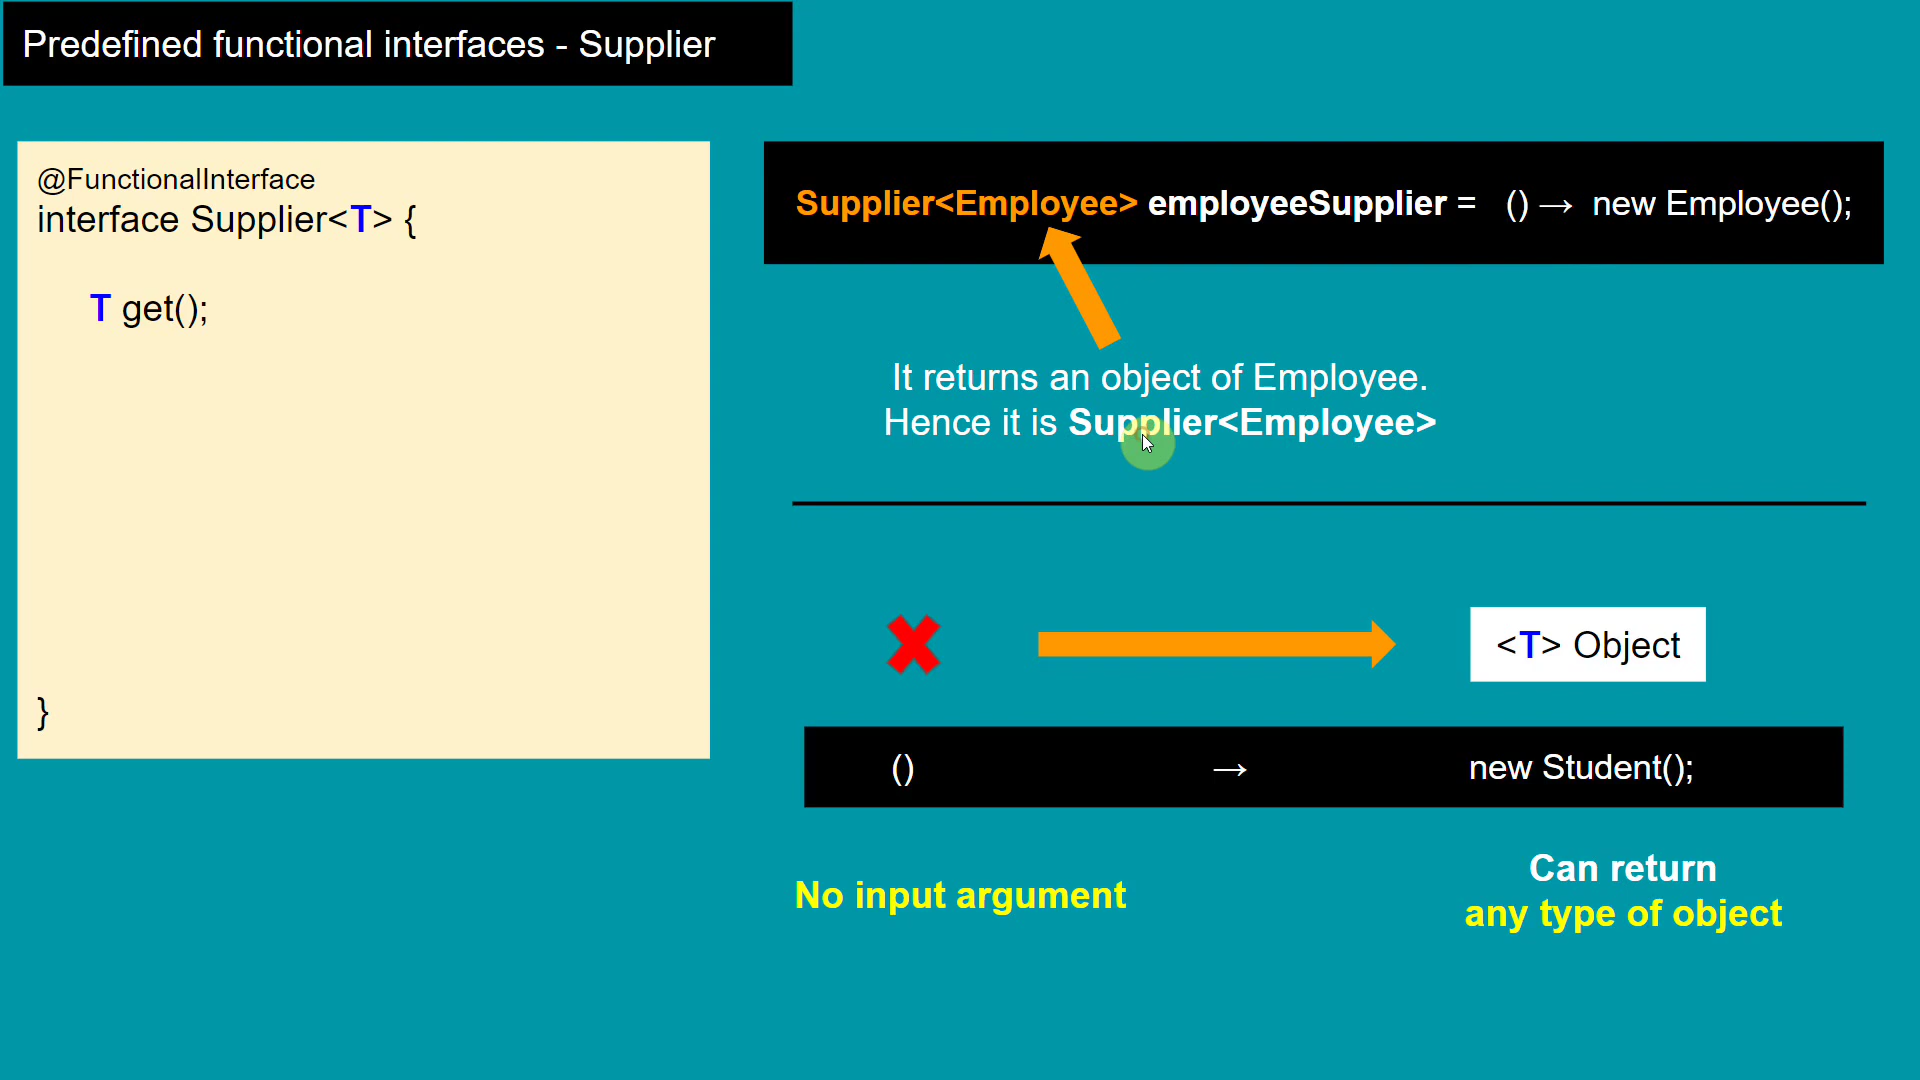 Predefined functional interfaces - Supplier
@FunctionalInterface
interface Supplier<T> {
T get();
}
Supplier<Employee> employeeSupplier = () → new Employee();
It returns an object of Employee.
Hence it is Supplier<Employee>
<T> Object
() → new Student();
No input argument
Can return
any type of object